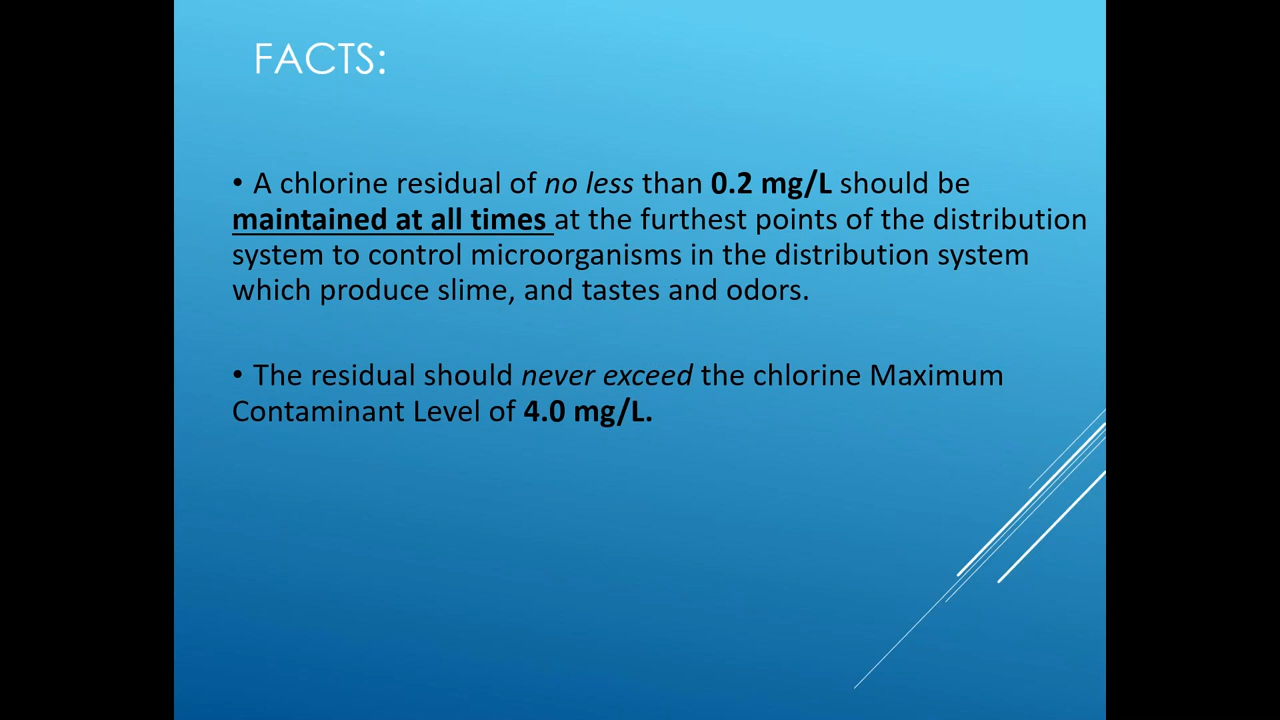 FACTS:
• A chlorine residual of no less than 0.2 mg/L should be
maintained at all times at the furthest points of the distribution
system to control microorganisms in the distribution system
which produce slime, and tastes and odors.
• The residual should never exceed the chlorine Maximum
Contaminant Level of 4.0 mg/L.